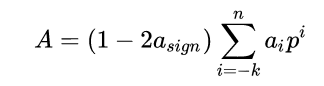 $A = (1 - 2a_{sign}) \sum_{i=-k}^{n} a_i p^i$